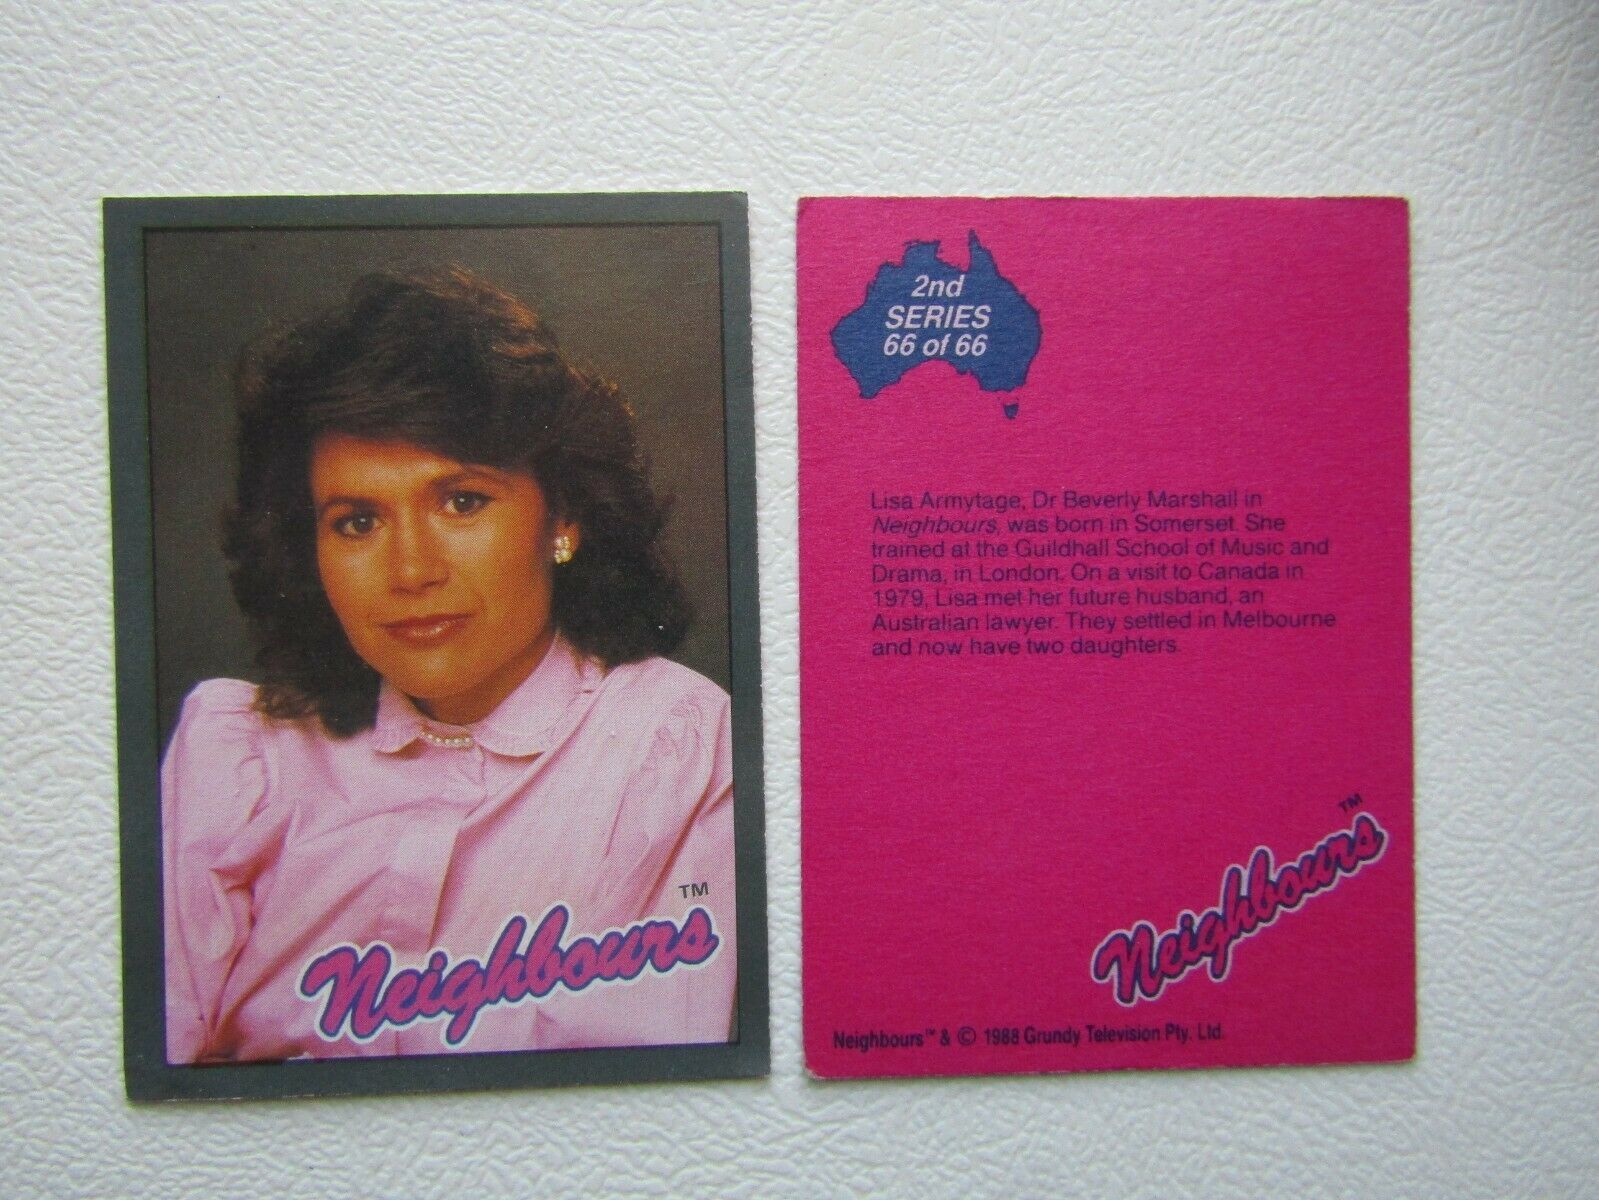 TM
Neighbours
2nd
SERIES
66 of 66
Lisa Armytage, Dr Beverly Marshall in
Neighbours, was born in Somerset. She
trained at the Guildhall School of Music and
Drama, in London. On a visit to Canada in
1979, Lisa met her future husband, an
Australian lawyer. They settled in Melbourne
and now have two daughters.
TM
Neighbours
Neighbours™ & © 1988 Grundy Television Pty. Ltd.